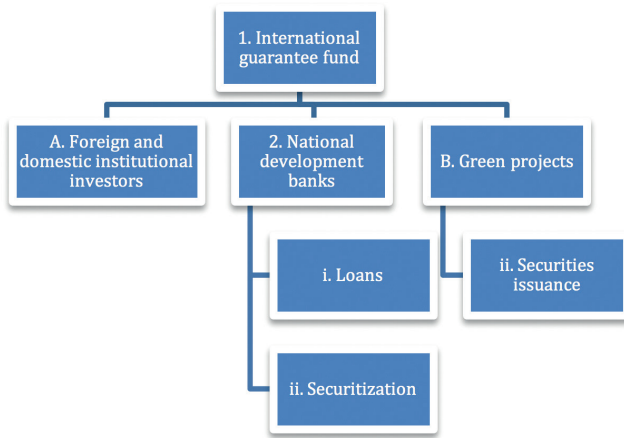 1. International
guarantee fund
A. Foreign and
domestic institutional
investors
2. National
development
banks
B. Green projects
i. Loans
ii. Securities
issuance
ii. Securitization